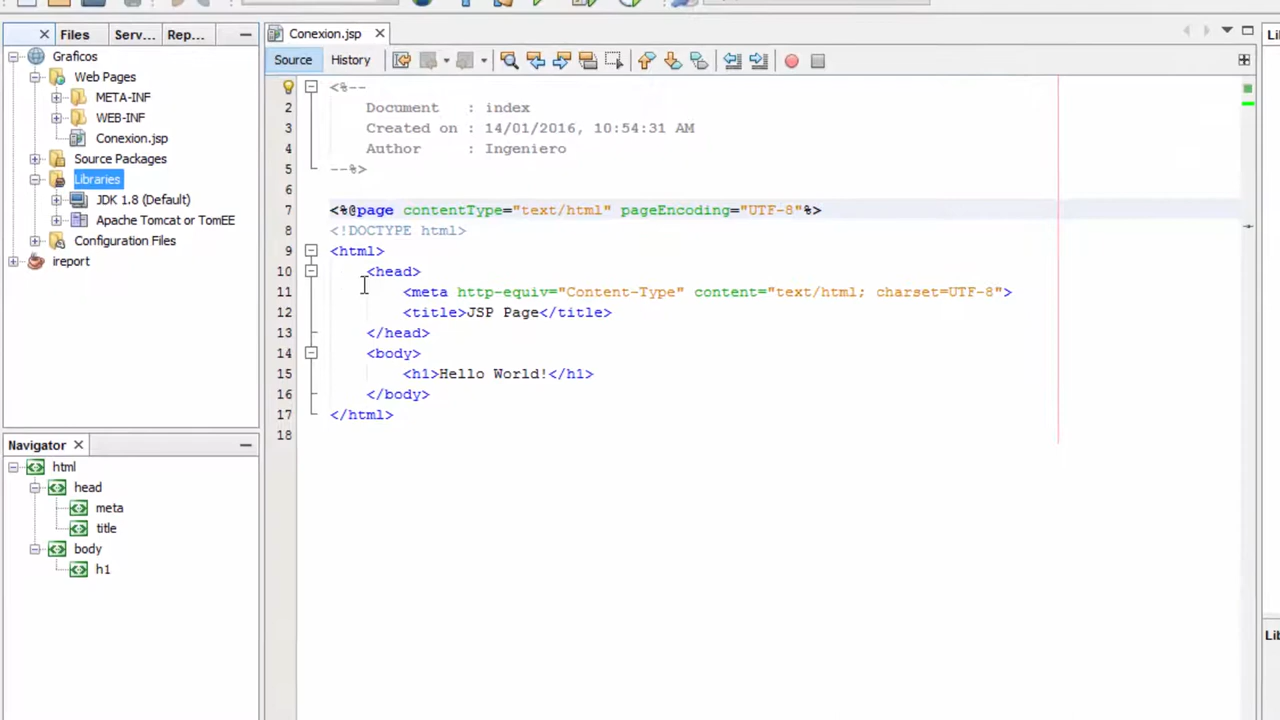 Files Serv... Rep...
Graficos
Web Pages
META-INF
WEB-INF
Conexion.jsp
Source Packages
Libraries
JDK 1.8 (Default)
Apache Tomcat or TomEE
Configuration Files
ireport
Navigator
html
head
meta
title
body
h1
Conexion.jsp
Source History
<%--
2 Document : index
3 Created on : 14/01/2016, 10:54:31 AM
4 Author : Ingeniero
5 --%>
6
7 <%@page contentType="text/html" pageEncoding="UTF-8"%>
8 <!DOCTYPE html>
9 <html>
10 <head>
11 <meta http-equiv="Content-Type" content="text/html; charset=UTF-8">
12 <title>JSP Page</title>
13 </head>
14 <body>
15 <h1>Hello World!</h1>
16 </body>
17 </html>
18